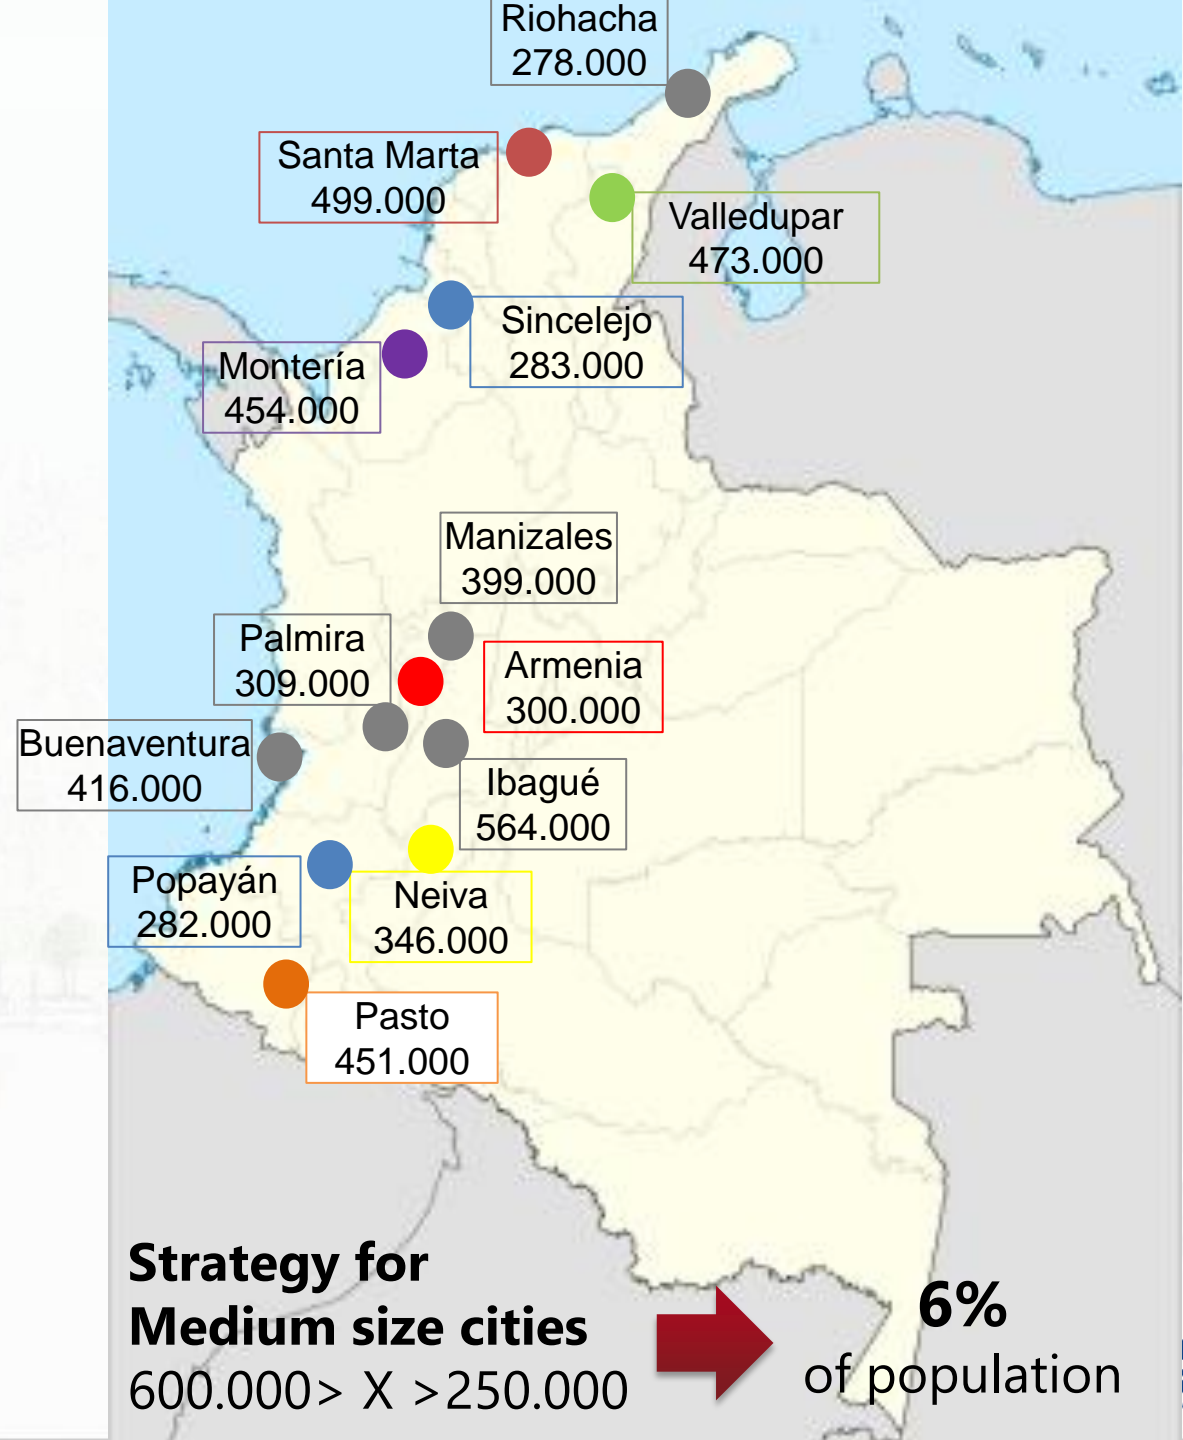 Riohacha
278.000
Santa Marta
499.000
Valledupar
473.000
Sincelejo
283.000
Montería
454.000
Manizales
399.000
Palmira
309.000
Armenia
300.000
Buenaventura
416.000
Ibagué
564.000
Popayán
282.000
Neiva
346.000
Pasto
451.000
Strategy for
Medium size cities
600.000> X >250.000
6%
of population